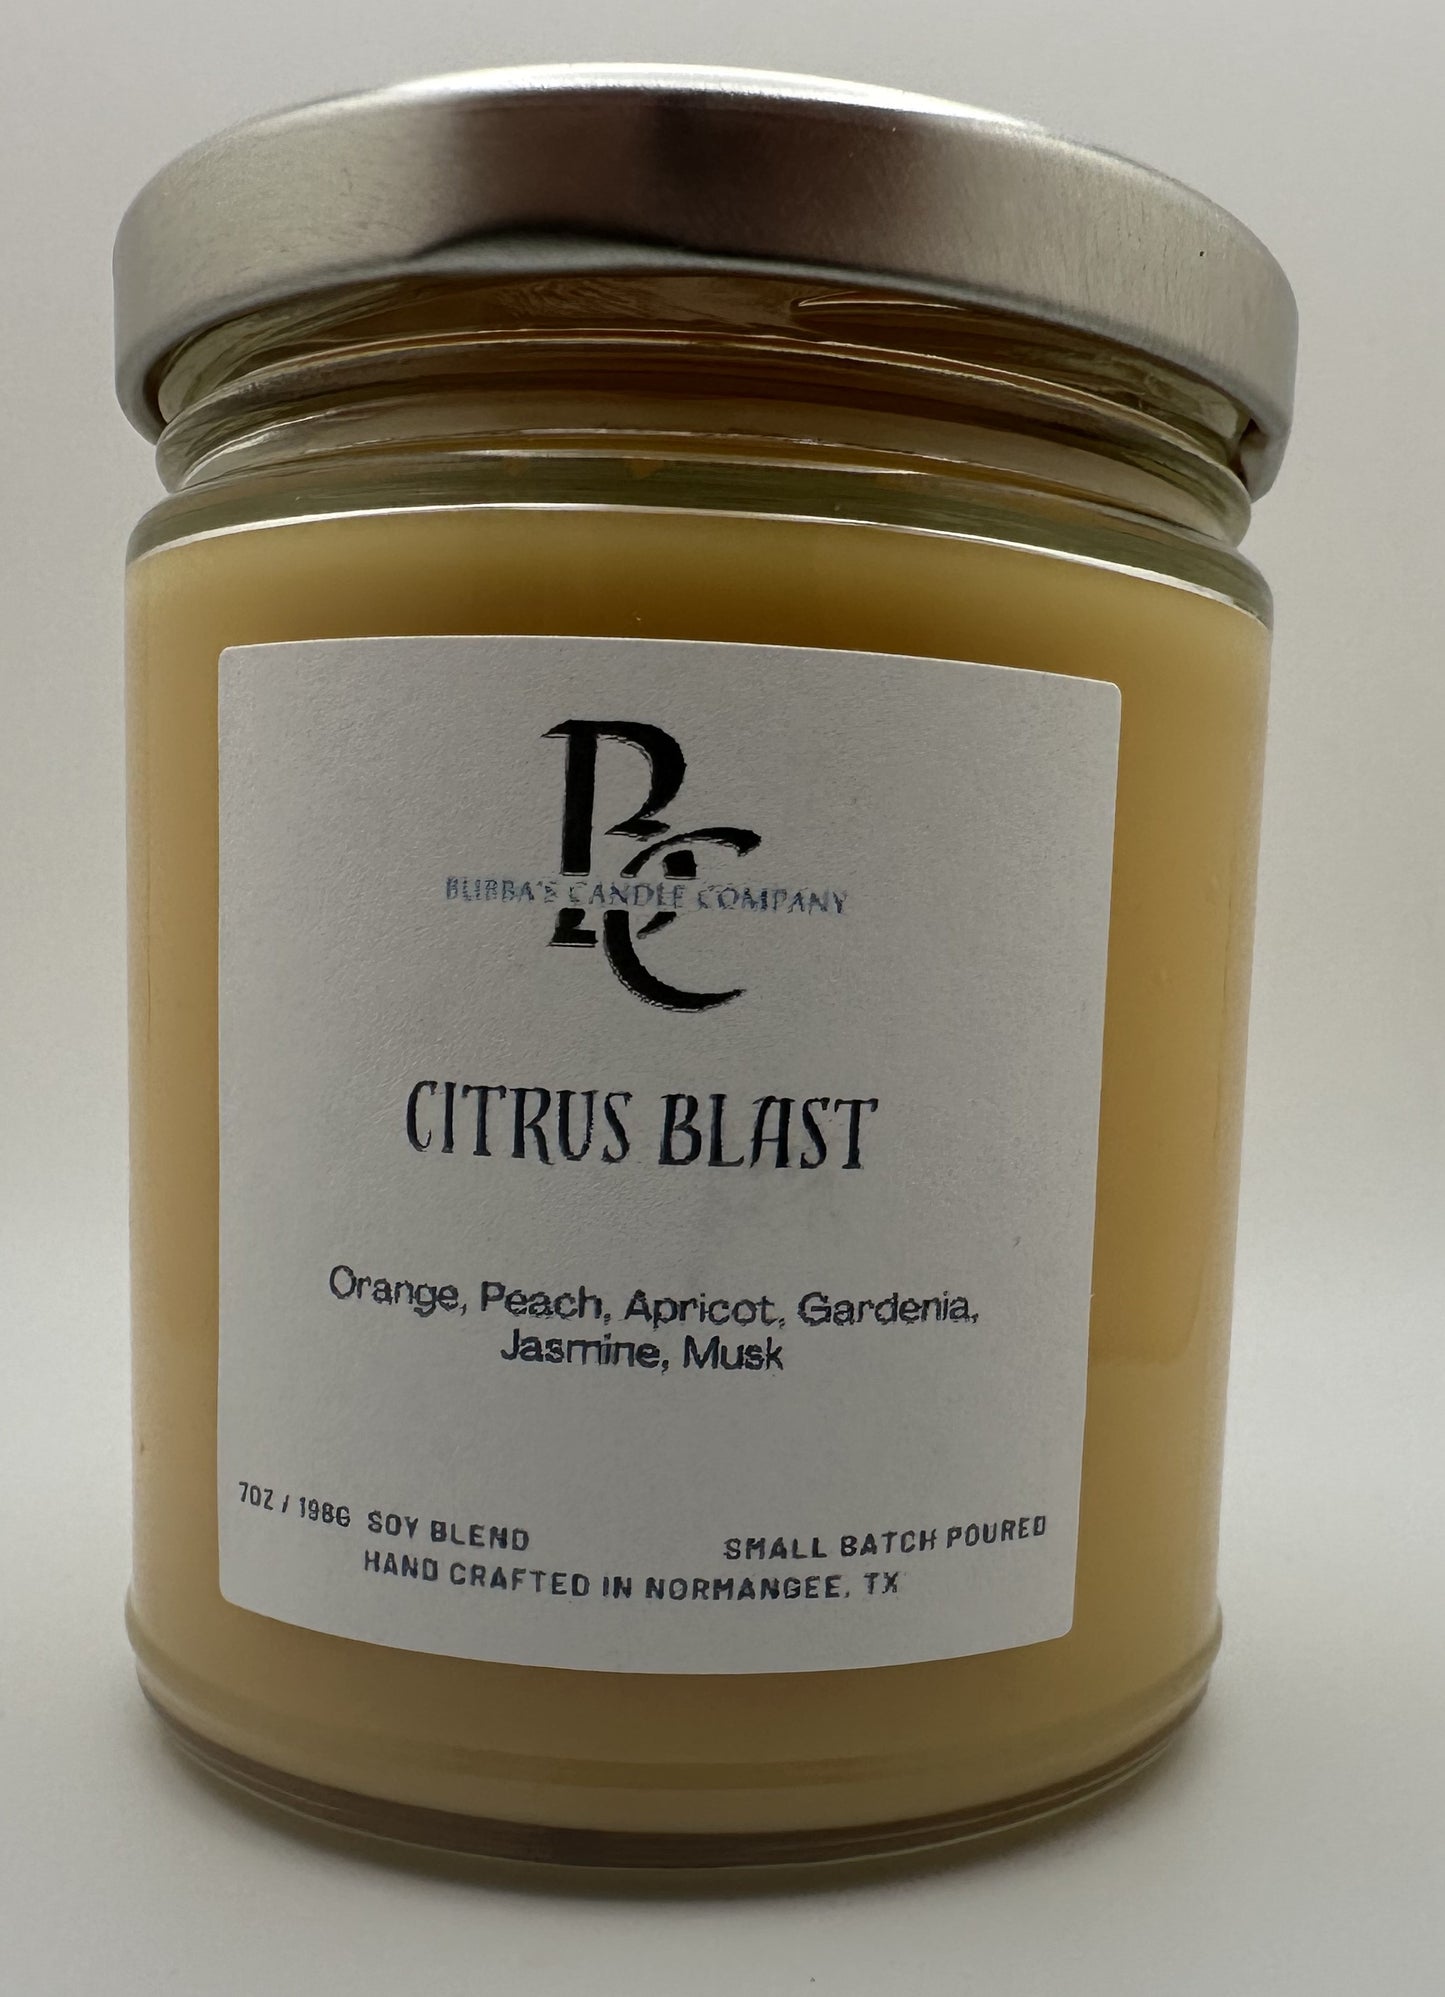 BC
BUBBA'S CANDLE COMPANY
CITRUS BLAST
Orange, Peach, Apricot, Gardenia,
Jasmine, Musk
7OZ / 198G SOY BLEND SMALL BATCH POURED
HAND CRAFTED IN NORMANGEE, TX